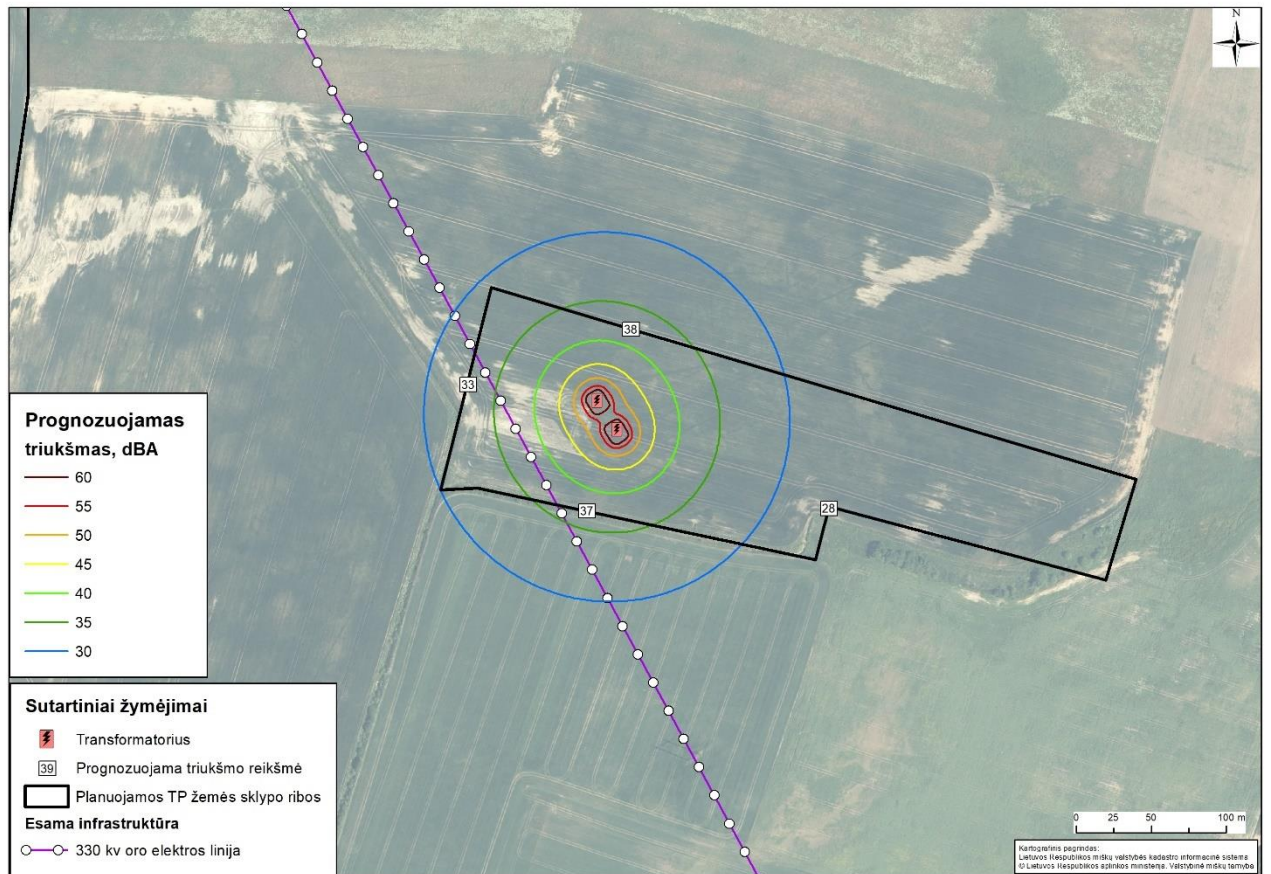 N
38
33
37
28
Prognozuojamas
triukšmas, dBA
60
55
50
45
40
35
30
Sutartiniai žymėjimai
Transformatorius
39 Prognozuojama triukšmo reikšmė
Planuojamos TP žemės sklypo ribos
Esama infrastruktūra
330 kv oro elektros linija
0 25 50 100 m
Kartografinis pagrindas:
Lietuvos Respublikos miškų valstybės kadastro informacinė sistema
© Lietuvos Respublikos aplinkos ministerija. Valstybinė miškų tarnyba